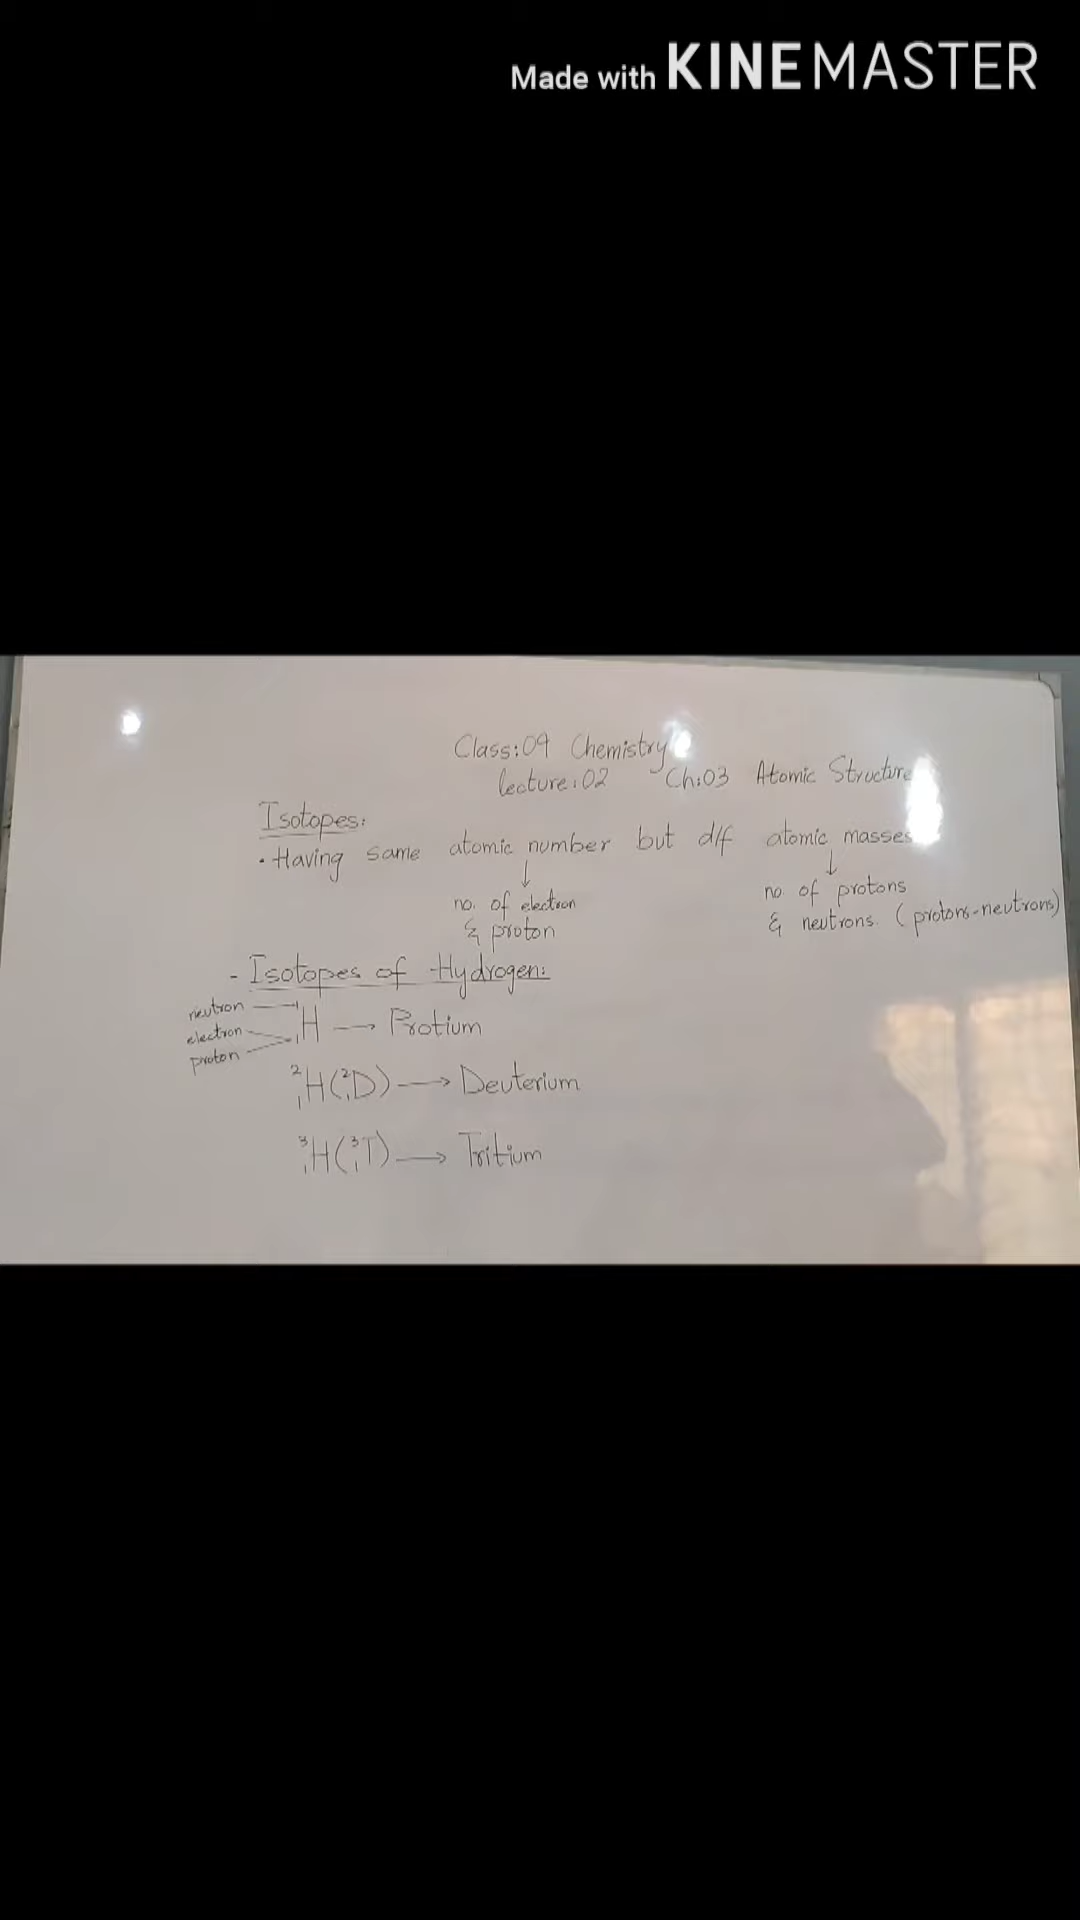 Made with KINEMASTER
Class:09 Chemistry
lecture:02 Ch:03 Atomic Structure
Isotopes:
• Having same atomic number but d/f atomic masses
↓ ↓
no. of electron no. of protons
& proton & neutrons. (protons-neutrons)
- Isotopes of Hydrogen:
neutron → ¹₁H → Protium
electron
proton
²₁H(²₁D) → Deuterium
³₁H(³₁T) → Tritium